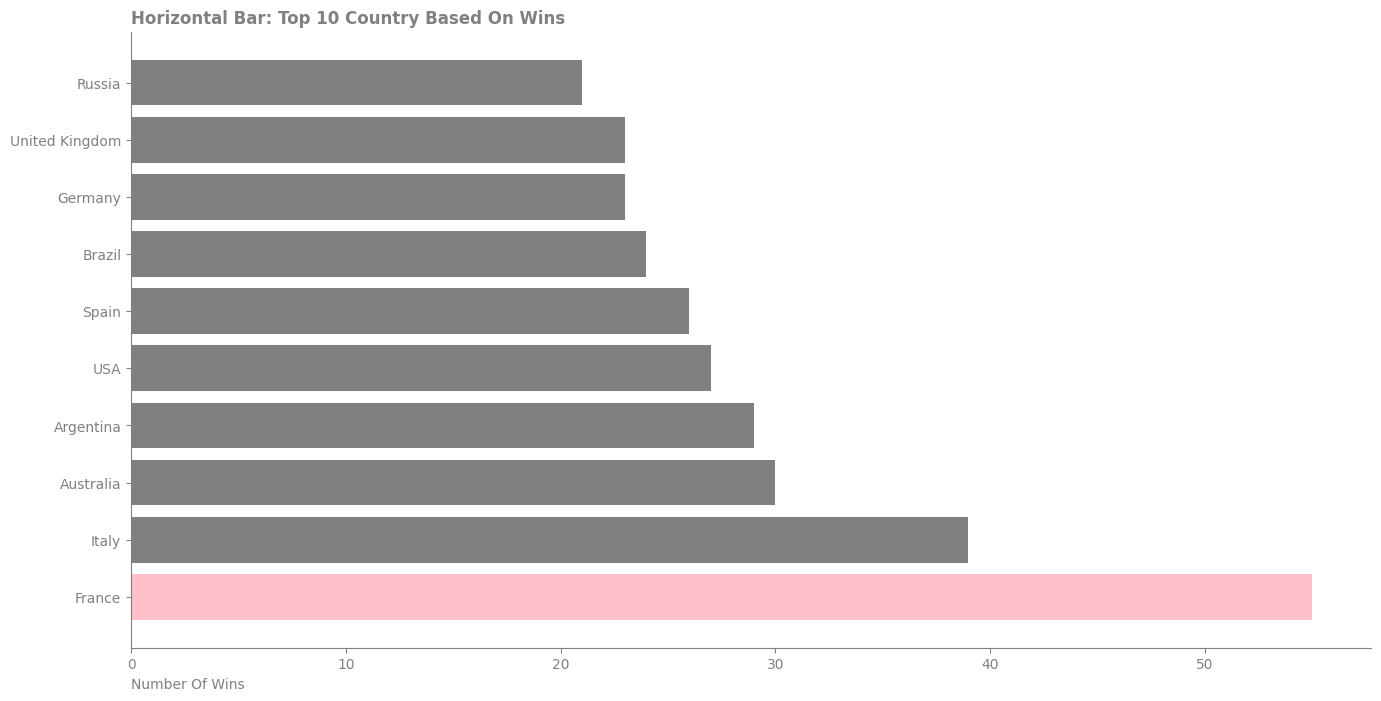 Horizontal Bar: Top 10 Country Based On Wins
Russia
United Kingdom
Germany
Brazil
Spain
USA
Argentina
Australia
Italy
France
0 10 20 30 40 50
Number Of Wins